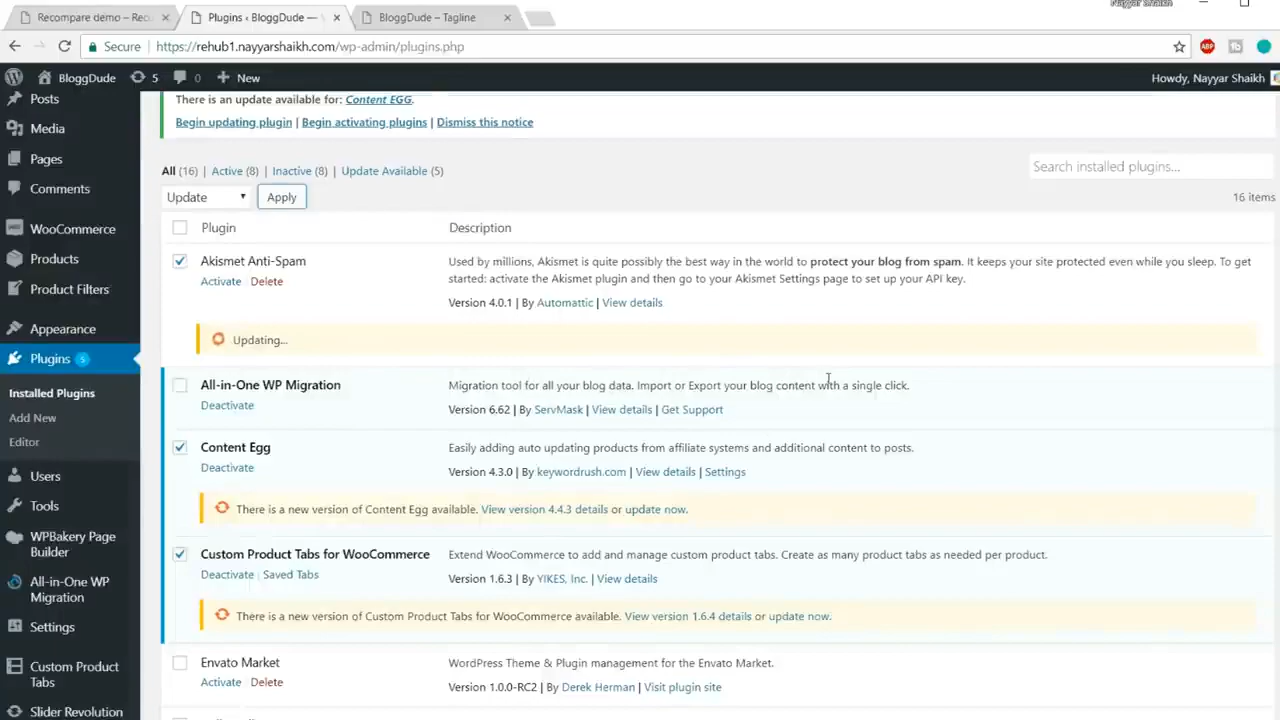 Nayyar Shaikh
Recompare demo – Recu
Plugins ‹ BloggDude —
BloggDude – Tagline
Secure
https://rehub1.nayyarshaikh.com/wp-admin/plugins.php
ABP
BloggDude
5
0
New
Howdy, Nayyar Shaikh
Posts
Media
Pages
Comments
WooCommerce
Products
Product Filters
Appearance
Plugins 5
Installed Plugins
Add New
Editor
Users
Tools
WPBakery Page
Builder
All-in-One WP
Migration
Settings
Custom Product
Tabs
Slider Revolution
There is an update available for: Content EGG.
Begin updating plugin | Begin activating plugins | Dismiss this notice
All (16) | Active (8) | Inactive (8) | Update Available (5)
Search installed plugins...
Update
Apply
16 items
Plugin
Description
Akismet Anti-Spam
Activate Delete
Used by millions, Akismet is quite possibly the best way in the world to protect your blog from spam. It keeps your site protected even while you sleep. To get
started: activate the Akismet plugin and then go to your Akismet Settings page to set up your API key.
Version 4.0.1 | By Automattic | View details
Updating...
All-in-One WP Migration
Deactivate
Migration tool for all your blog data. Import or Export your blog content with a single click.
Version 6.62 | By ServMask | View details | Get Support
Content Egg
Deactivate
Easily adding auto updating products from affiliate systems and additional content to posts.
Version 4.3.0 | By keywordrush.com | View details | Settings
There is a new version of Content Egg available. View version 4.4.3 details or update now.
Custom Product Tabs for WooCommerce
Deactivate | Saved Tabs
Extend WooCommerce to add and manage custom product tabs. Create as many product tabs as needed per product.
Version 1.6.3 | By YIKES, Inc. | View details
There is a new version of Custom Product Tabs for WooCommerce available. View version 1.6.4 details or update now.
Envato Market
Activate Delete
WordPress Theme & Plugin management for the Envato Market.
Version 1.0.0-RC2 | By Derek Herman | Visit plugin site